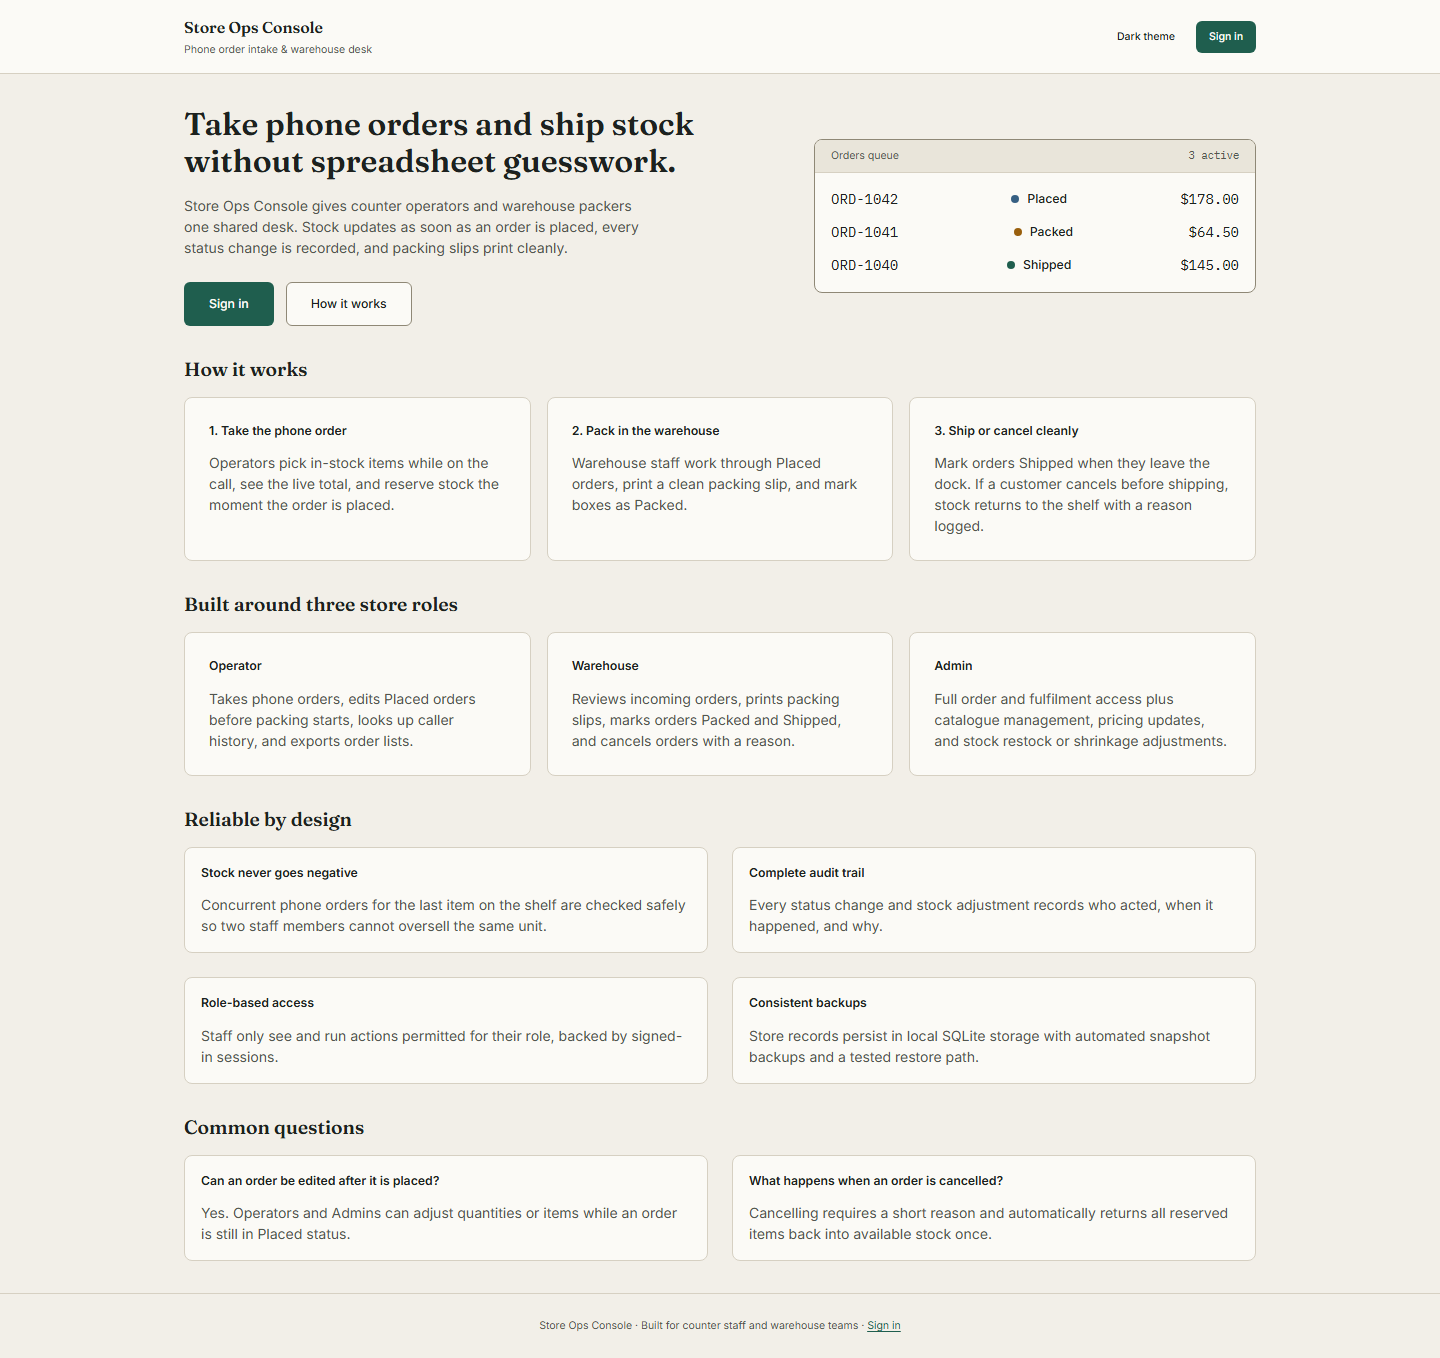 Store Ops Console
Phone order intake & warehouse desk
Dark theme
Sign in
Take phone orders and ship stock
without spreadsheet guesswork.
Store Ops Console gives counter operators and warehouse packers
one shared desk. Stock updates as soon as an order is placed, every
status change is recorded, and packing slips print cleanly.
Sign in
How it works
Orders queue
3 active
ORD-1042 Placed $178.00
ORD-1041 Packed $64.50
ORD-1040 Shipped $145.00
How it works
1. Take the phone order
Operators pick in-stock items while on the
call, see the live total, and reserve stock the
moment the order is placed.
2. Pack in the warehouse
Warehouse staff work through Placed
orders, print a clean packing slip, and mark
boxes as Packed.
3. Ship or cancel cleanly
Mark orders Shipped when they leave the
dock. If a customer cancels before shipping,
stock returns to the shelf with a reason
logged.
Built around three store roles
Operator
Takes phone orders, edits Placed orders
before packing starts, looks up caller
history, and exports order lists.
Warehouse
Reviews incoming orders, prints packing
slips, marks orders Packed and Shipped,
and cancels orders with a reason.
Admin
Full order and fulfilment access plus
catalogue management, pricing updates,
and stock restock or shrinkage adjustments.
Reliable by design
Stock never goes negative
Concurrent phone orders for the last item on the shelf are checked safely
so two staff members cannot oversell the same unit.
Complete audit trail
Every status change and stock adjustment records who acted, when it
happened, and why.
Role-based access
Staff only see and run actions permitted for their role, backed by signed-
in sessions.
Consistent backups
Store records persist in local SQLite storage with automated snapshot
backups and a tested restore path.
Common questions
Can an order be edited after it is placed?
Yes. Operators and Admins can adjust quantities or items while an order
is still in Placed status.
What happens when an order is cancelled?
Cancelling requires a short reason and automatically returns all reserved
items back into available stock once.
Store Ops Console · Built for counter staff and warehouse teams · Sign in